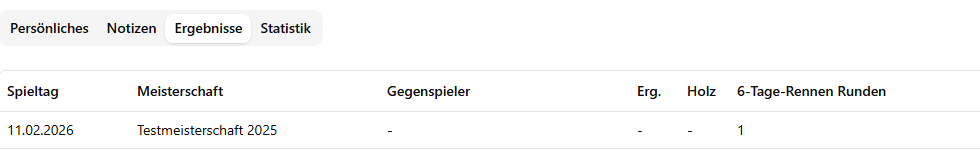 Persönliches Notizen Ergebnisse Statistik
Spieltag Meisterschaft Gegenspieler Erg. Holz 6-Tage-Rennen Runden
11.02.2026 Testmeisterschaft 2025 - - - 1